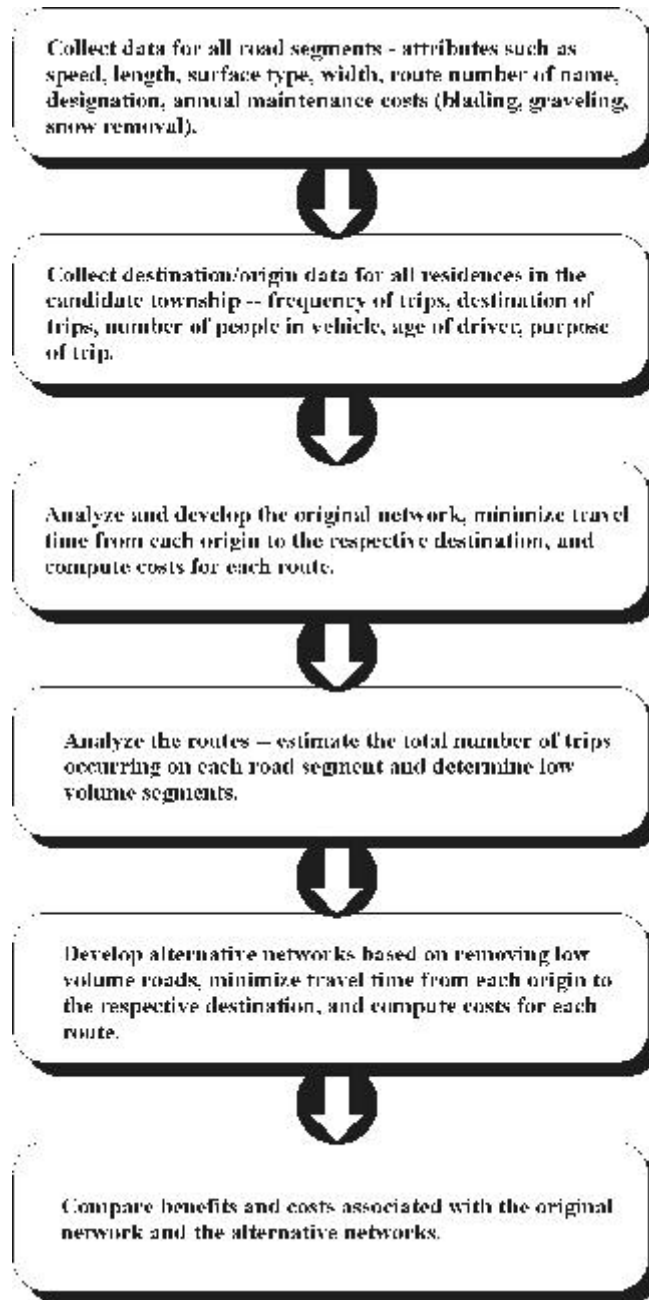 Collect data for all road segments - attributes such as
speed, length, surface type, width, route number of name,
designation, annual maintenance costs (blading, graveling,
snow removal).
Collect destination/origin data for all residences in the
candidate township -- frequency of trips, destination of
trips, number of people in vehicle, age of driver, purpose
of trip.
Analyze and develop the original network, minimize travel
time from each origin to the respective destination, and
compute costs for each route.
Analyze the routes -- estimate the total number of trips
occurring on each road segment and determine low
volume segments.
Develop alternative networks based on removing low
volume roads, minimize travel time from each origin to
the respective destination, and compute costs for each
route.
Compare benefits and costs associated with the original
network and the alternative networks.